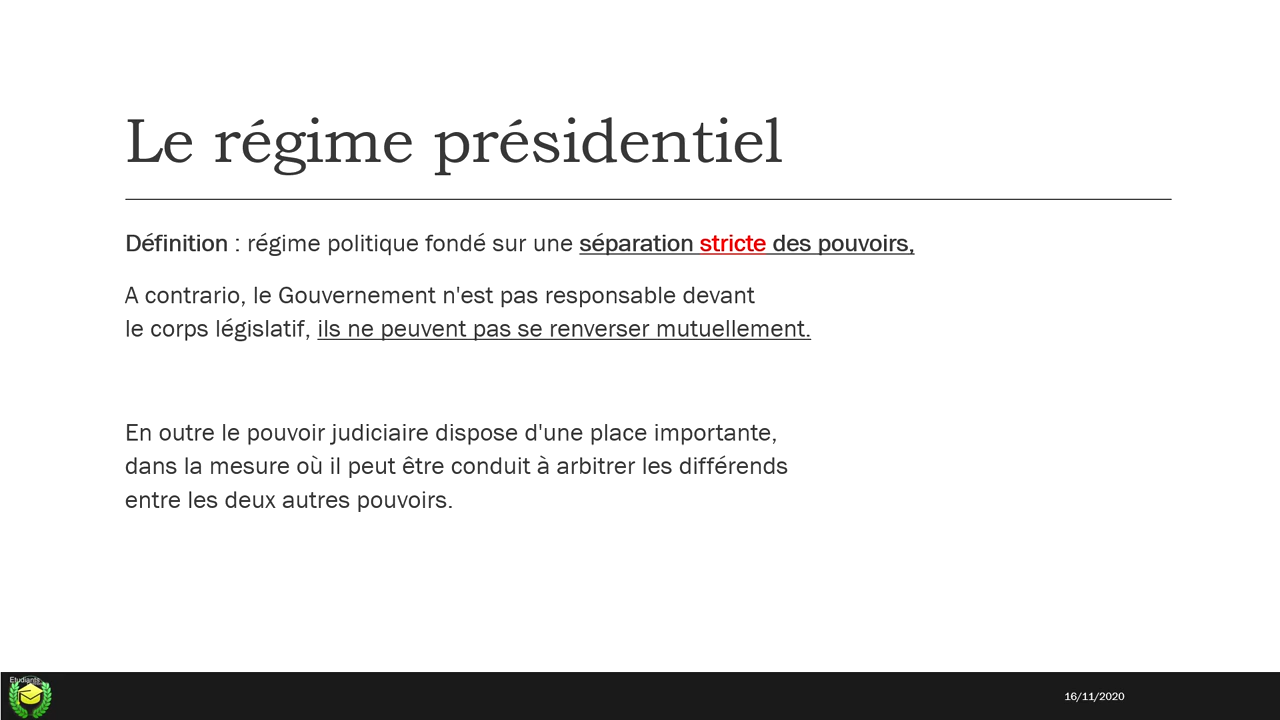 Le régime présidentiel
Définition : régime politique fondé sur une séparation stricte des pouvoirs,
A contrario, le Gouvernement n'est pas responsable devant
le corps législatif, ils ne peuvent pas se renverser mutuellement.
En outre le pouvoir judiciaire dispose d'une place importante,
dans la mesure où il peut être conduit à arbitrer les différends
entre les deux autres pouvoirs.
Etudiants
16/11/2020